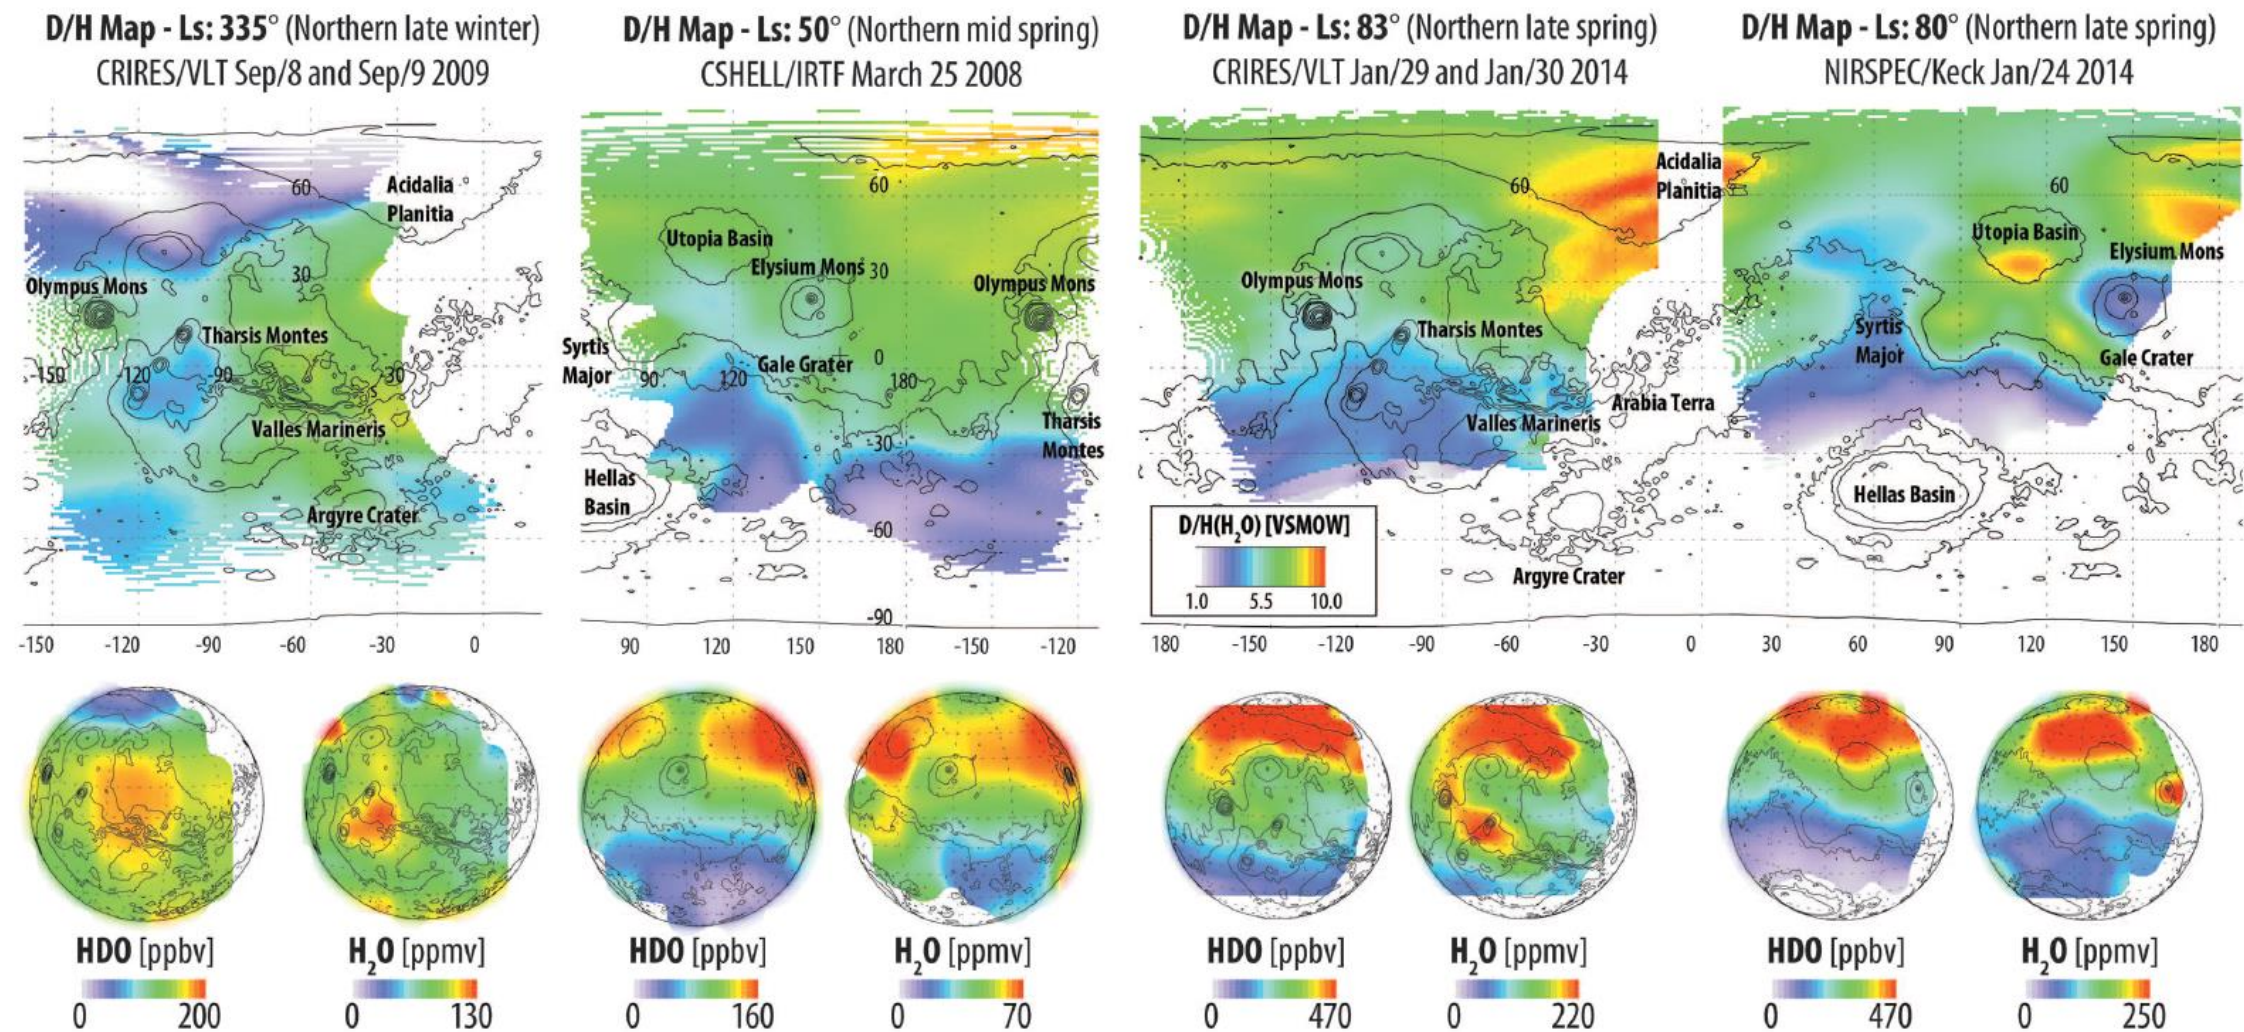 D/H Map - Ls: 335° (Northern late winter)
CRIRES/VLT Sep/8 and Sep/9 2009
D/H Map - Ls: 50° (Northern mid spring)
CSHELL/IRTF March 25 2008
D/H Map - Ls: 83° (Northern late spring)
CRIRES/VLT Jan/29 and Jan/30 2014
D/H Map - Ls: 80° (Northern late spring)
NIRSPEC/Keck Jan/24 2014
60
Acidalia
Planitia
30
Olympus Mons
Tharsis Montes
-150 -120 -90 -30
Valles Marineris
Argyre Crater
-150 -120 -90 -60 -30 0
60
Utopia Basin
Elysium Mons 30
Olympus Mons
Syrtis
Major
Gale Grater 0
90 120 180
Tharsis
Montes
-30
Hellas
Basin
-60
-90
90 120 150 180 -150 -120
Acidalia
Planitia
60
Olympus Mons
Tharsis Montes
Arabia Terra
Valles Marineris
D/H(H₂O) [VSMOW]
1.0 5.5 10.0
Argyre Crater
180 -150 -120 -90 -60 -30 0
60
Utopia Basin
Elysium Mons
Syrtis
Major
Gale Crater
Hellas Basin
30 60 90 120 150 180
HDO [ppbv]
0 200
H₂O [ppmv]
0 130
HDO [ppbv]
0 160
H₂O [ppmv]
0 70
HDO [ppbv]
0 470
H₂O [ppmv]
0 220
HDO [ppbv]
0 470
H₂O [ppmv]
0 250